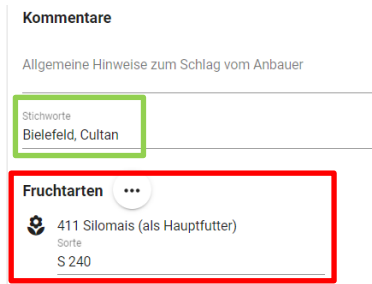 Kommentare
Allgemeine Hinweise zum Schlag vom Anbauer
Stichworte
Bielefeld, Cultan
Fruchtarten
411 Silomais (als Hauptfutter)
Sorte
S 240